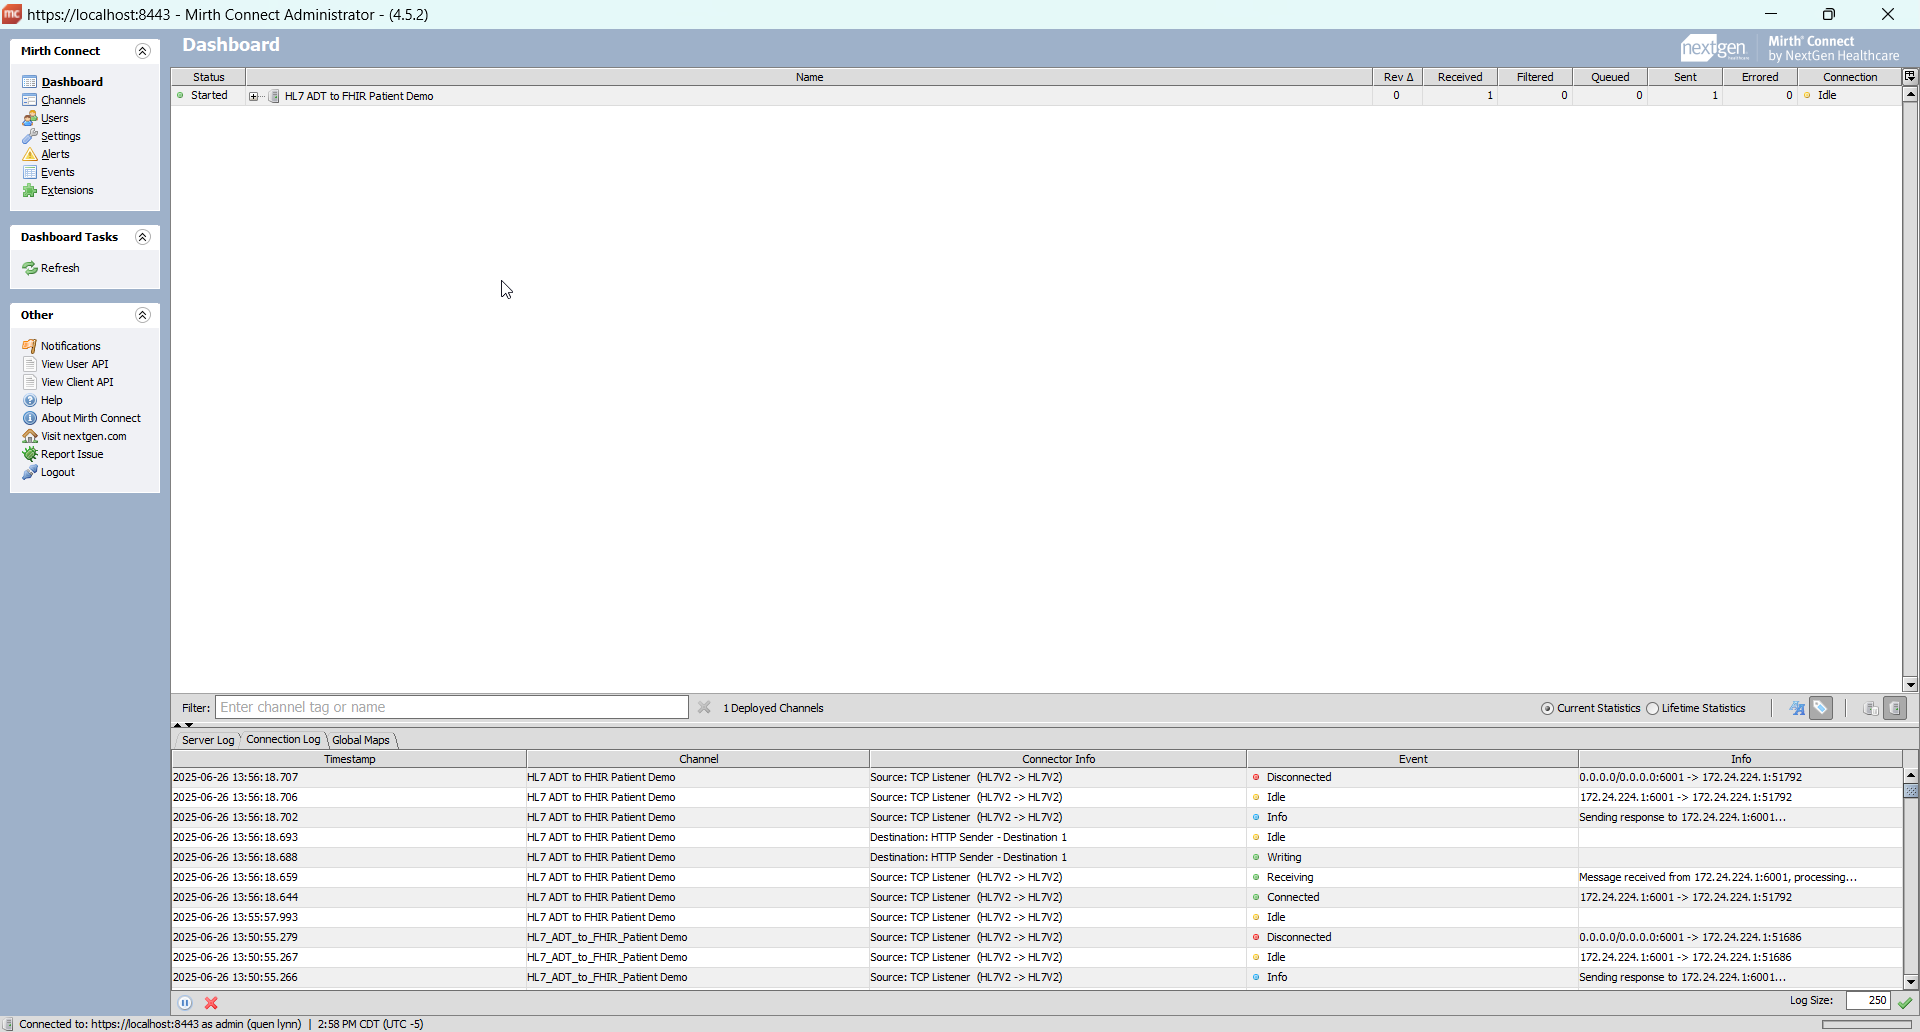 https://localhost:8443 - Mirth Connect Administrator - (4.5.2)
Mirth Connect
Dashboard
Channels
Users
Settings
Alerts
Events
Extensions
Dashboard Tasks
Refresh
Other
Notifications
View User API
View Client API
Help
About Mirth Connect
Visit nextgen.com
Report Issue
Logout
Dashboard
nextgen
Mirth® Connect
by NextGen Healthcare
Status Name Rev Δ Received Filtered Queued Sent Errored Connection
Started HL7 ADT to FHIR Patient Demo 0 1 0 0 1 0 Idle
Filter: Enter channel tag or name 1 Deployed Channels Current Statistics Lifetime Statistics
Server Log Connection Log Global Maps
Timestamp Channel Connector Info Event Info
2025-06-26 13:56:18.707 HL7 ADT to FHIR Patient Demo Source: TCP Listener (HL7V2 -> HL7V2) Disconnected 0.0.0.0/0.0.0.0:6001 -> 172.24.224.1:51792
2025-06-26 13:56:18.706 HL7 ADT to FHIR Patient Demo Source: TCP Listener (HL7V2 -> HL7V2) Idle 172.24.224.1:6001 -> 172.24.224.1:51792
2025-06-26 13:56:18.702 HL7 ADT to FHIR Patient Demo Source: TCP Listener (HL7V2 -> HL7V2) Info Sending response to 172.24.224.1:6001...
2025-06-26 13:56:18.693 HL7 ADT to FHIR Patient Demo Destination: HTTP Sender - Destination 1 Idle
2025-06-26 13:56:18.688 HL7 ADT to FHIR Patient Demo Destination: HTTP Sender - Destination 1 Writing
2025-06-26 13:56:18.659 HL7 ADT to FHIR Patient Demo Source: TCP Listener (HL7V2 -> HL7V2) Receiving Message received from 172.24.224.1:6001, processing...
2025-06-26 13:56:18.644 HL7 ADT to FHIR Patient Demo Source: TCP Listener (HL7V2 -> HL7V2) Connected 172.24.224.1:6001 -> 172.24.224.1:51792
2025-06-26 13:55:57.993 HL7 ADT to FHIR Patient Demo Source: TCP Listener (HL7V2 -> HL7V2) Idle
2025-06-26 13:50:55.279 HL7_ADT_to_FHIR_Patient Demo Source: TCP Listener (HL7V2 -> HL7V2) Disconnected 0.0.0.0/0.0.0.0:6001 -> 172.24.224.1:51686
2025-06-26 13:50:55.267 HL7_ADT_to_FHIR_Patient Demo Source: TCP Listener (HL7V2 -> HL7V2) Idle 172.24.224.1:6001 -> 172.24.224.1:51686
2025-06-26 13:50:55.266 HL7_ADT_to_FHIR_Patient Demo Source: TCP Listener (HL7V2 -> HL7V2) Info Sending response to 172.24.224.1:6001...
Log Size: 250
Connected to: https://localhost:8443 as admin (quen lynn) | 2:58 PM CDT (UTC -5)